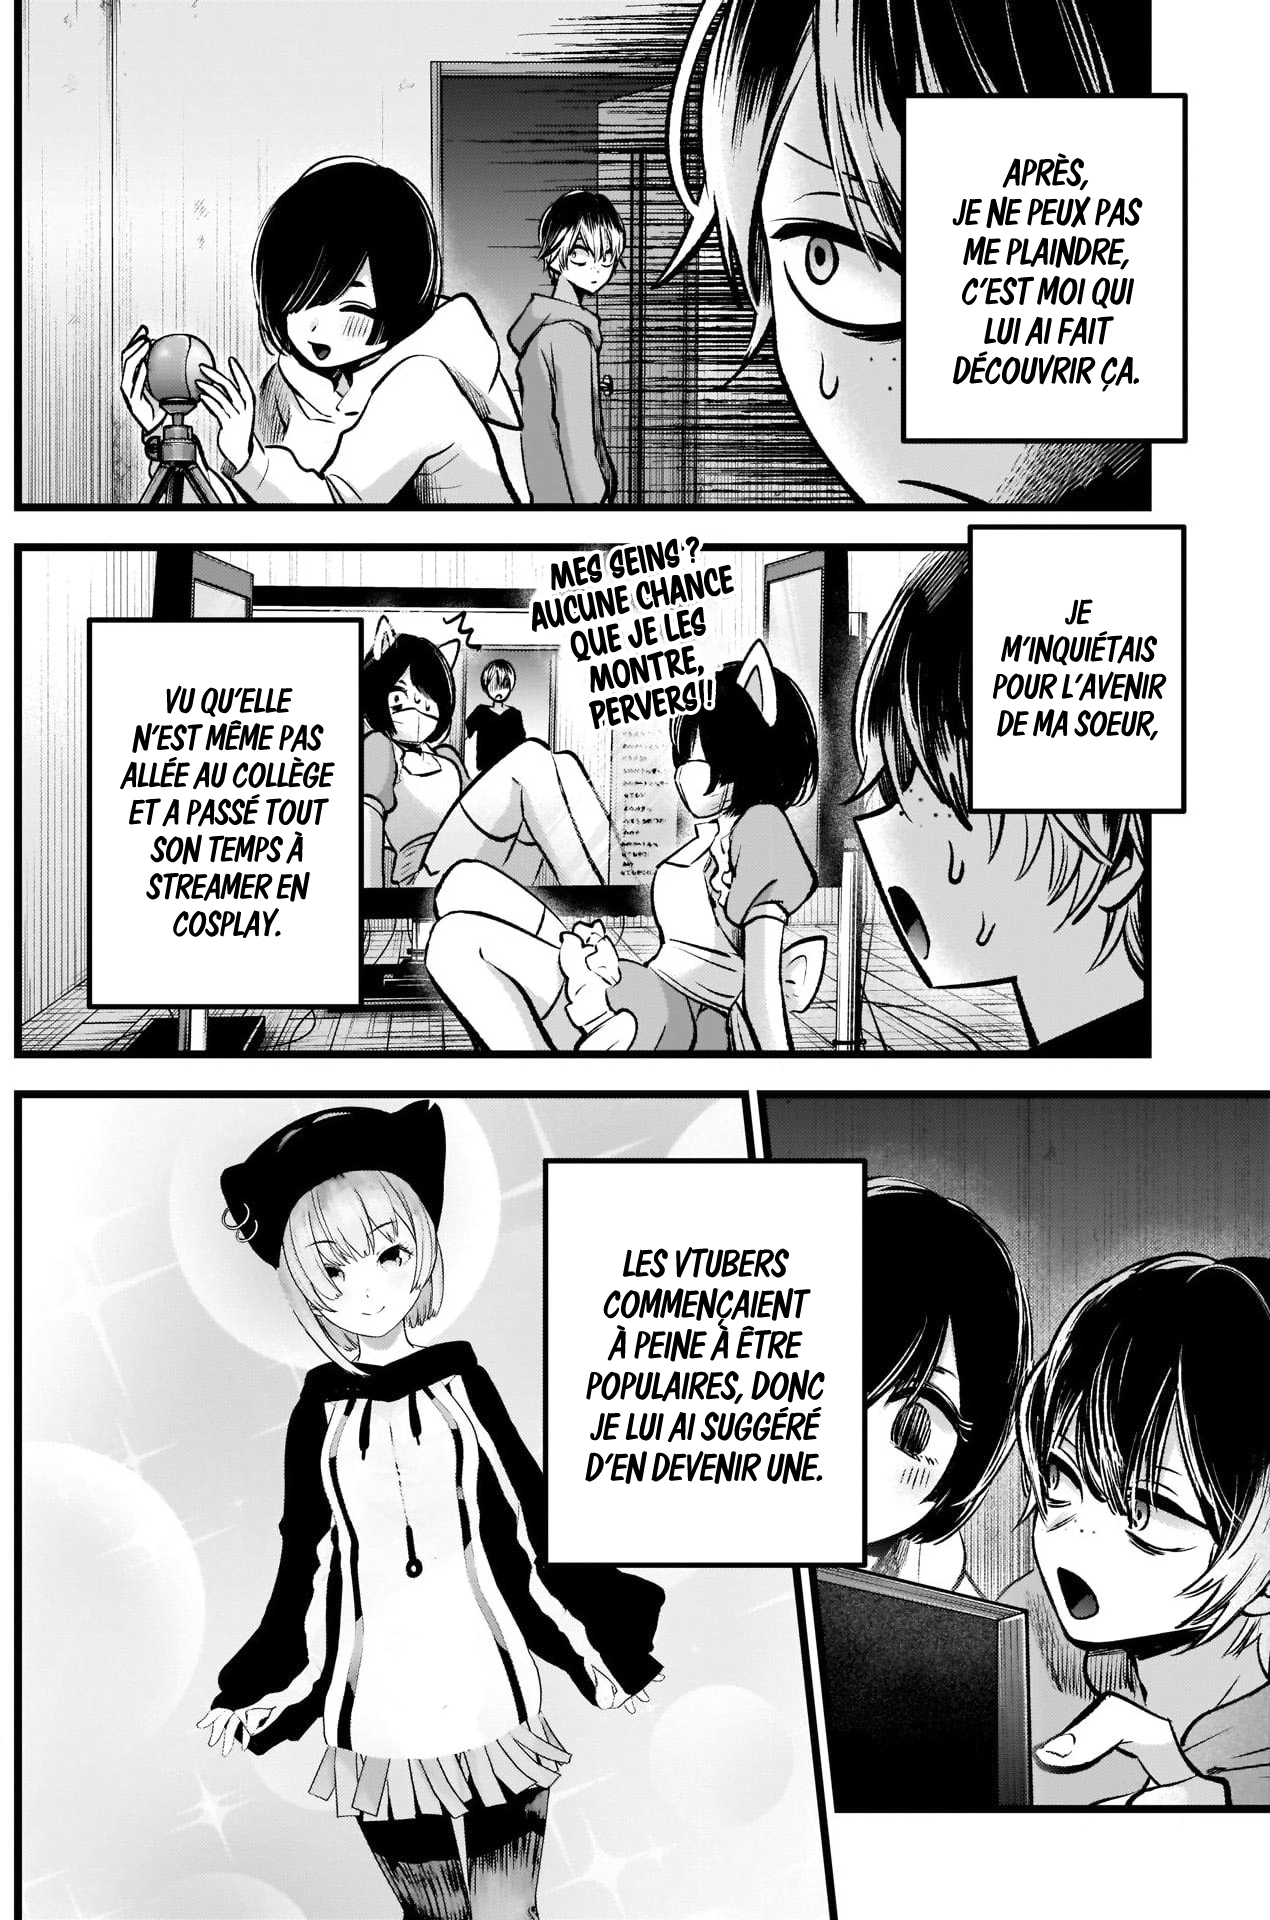 APRÈS,
JE NE PEUX PAS
ME PLAINDRE,
C'EST MOI QUI
LUI AI FAIT
DÉCOUVRIR ÇA.
JE
M'INQUIÉTAIS
POUR L'AVENIR
DE MA SOEUR,
MES SEINS ?
AUCUNE CHANCE
QUE JE LES
MONTRE,
PERVERS!!
VU QU'ELLE
N'EST MÊME PAS
ALLÉE AU COLLÈGE
ET A PASSÉ TOUT
SON TEMPS À
STREAMER EN
COSPLAY.
LES VTUBERS
COMMENÇAIENT
À PEINE À ÊTRE
POPULAIRES, DONC
JE LUI AI SUGGÉRÉ
D'EN DEVENIR UNE.